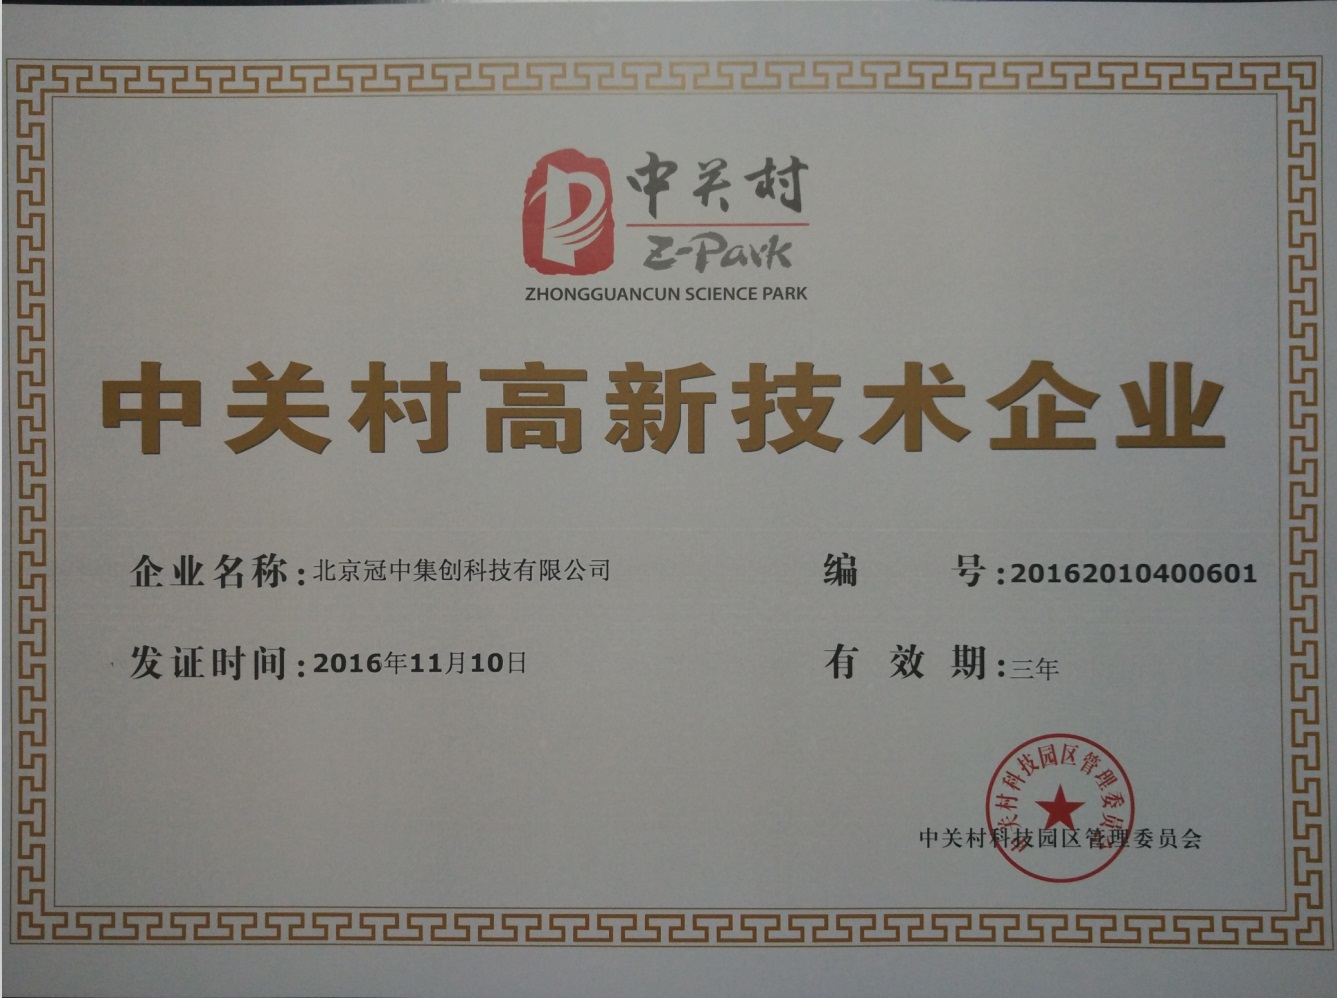 中关村
Z-Park
ZHONGGUANCUN SCIENCE PARK
中关村高新技术企业
企业名称:北京冠中集创科技有限公司
编 号:20162010400601
发证时间:2016年11月10日
有 效 期:三年
中关村科技园区管理委员会
中关村科技园区管理委员会